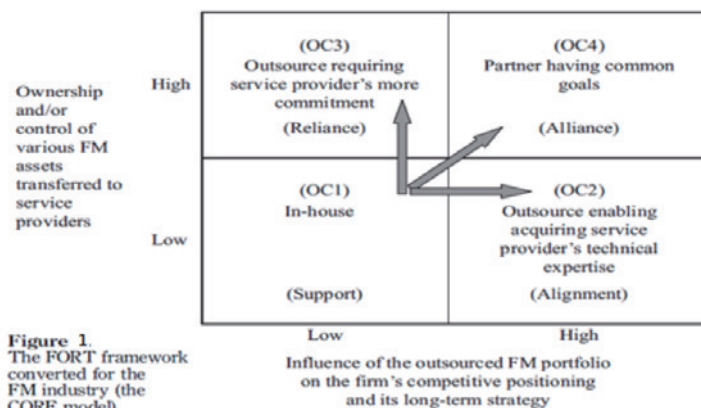 Ownership
and/or
control of
various FM
assets
transferred to
service
providers
High
Low
(OC3)
Outsource requiring
service provider's more
commitment
(Reliance)
(OC4)
Partner having common
goals
(Alliance)
(OC1)
In-house
(Support)
(OC2)
Outsource enabling
acquiring service
provider's technical
expertise
(Alignment)
Low
High
Influence of the outsourced FM portfolio
on the firm's competitive positioning
and its long-term strategy
Figure 1.
The FORT framework
converted for the
FM industry (the
CORE model)